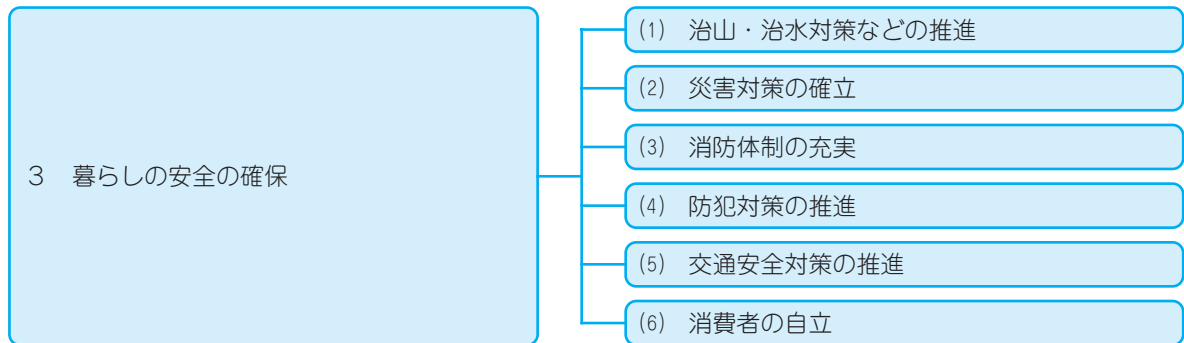 3 暮らしの安全の確保
⑴ 治山・治水対策などの推進
⑵ 災害対策の確立
⑶ 消防体制の充実
⑷ 防犯対策の推進
⑸ 交通安全対策の推進
⑹ 消費者の自立